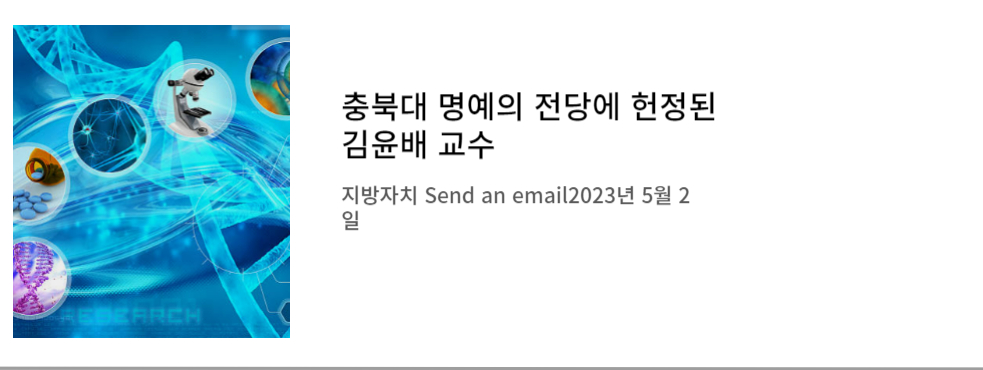 충북대 명예의 전당에 헌정된
김윤배 교수
지방자치 Send an email2023년 5월 2
일
RESEARCH